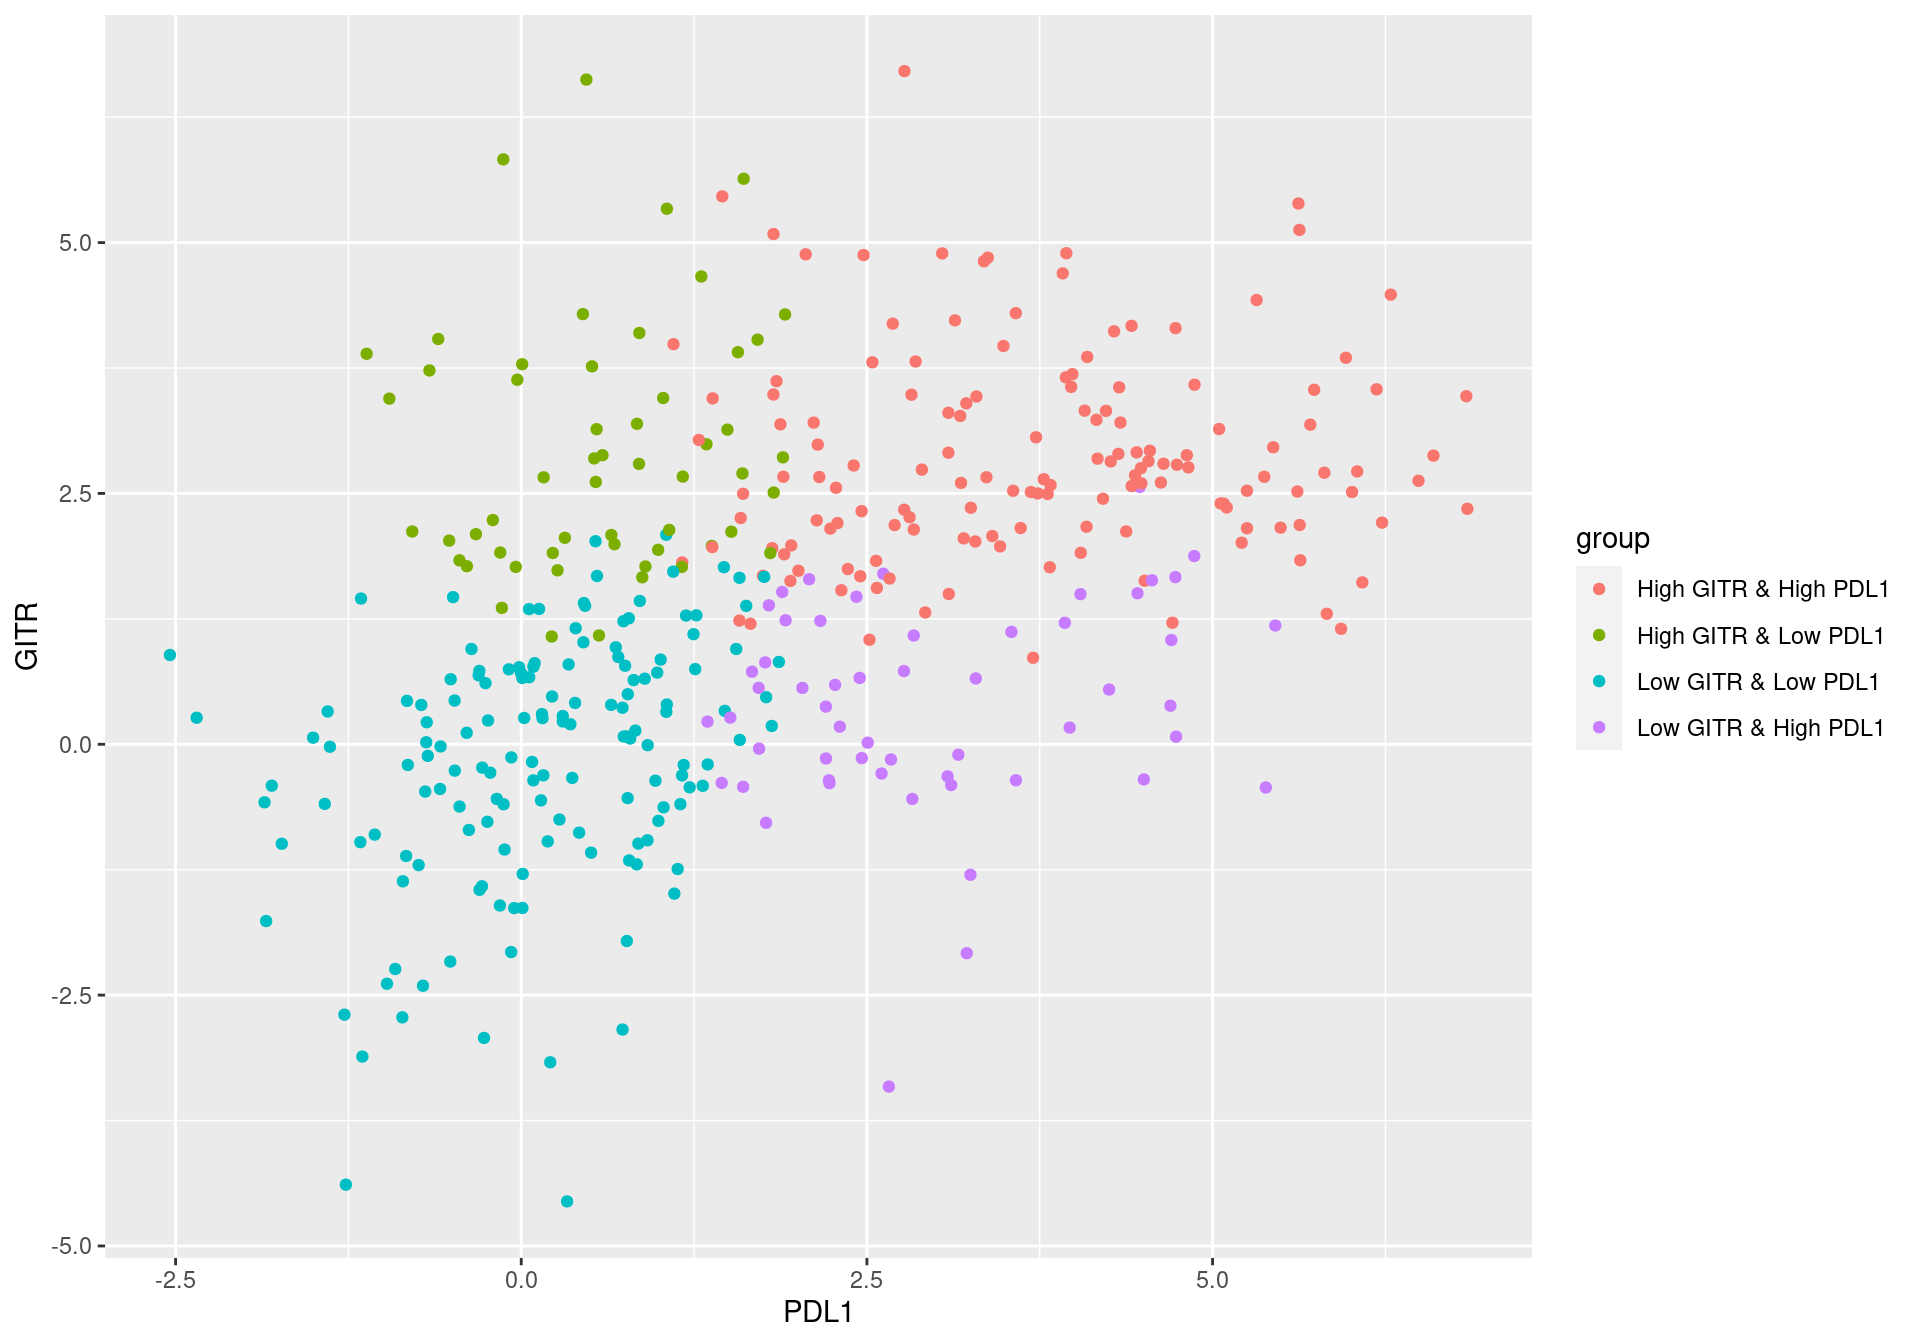 5.0
2.5
0.0
-2.5
-5.0
GITR
-2.5
0.0
2.5
5.0
PDL1
group
High GITR & High PDL1
High GITR & Low PDL1
Low GITR & Low PDL1
Low GITR & High PDL1